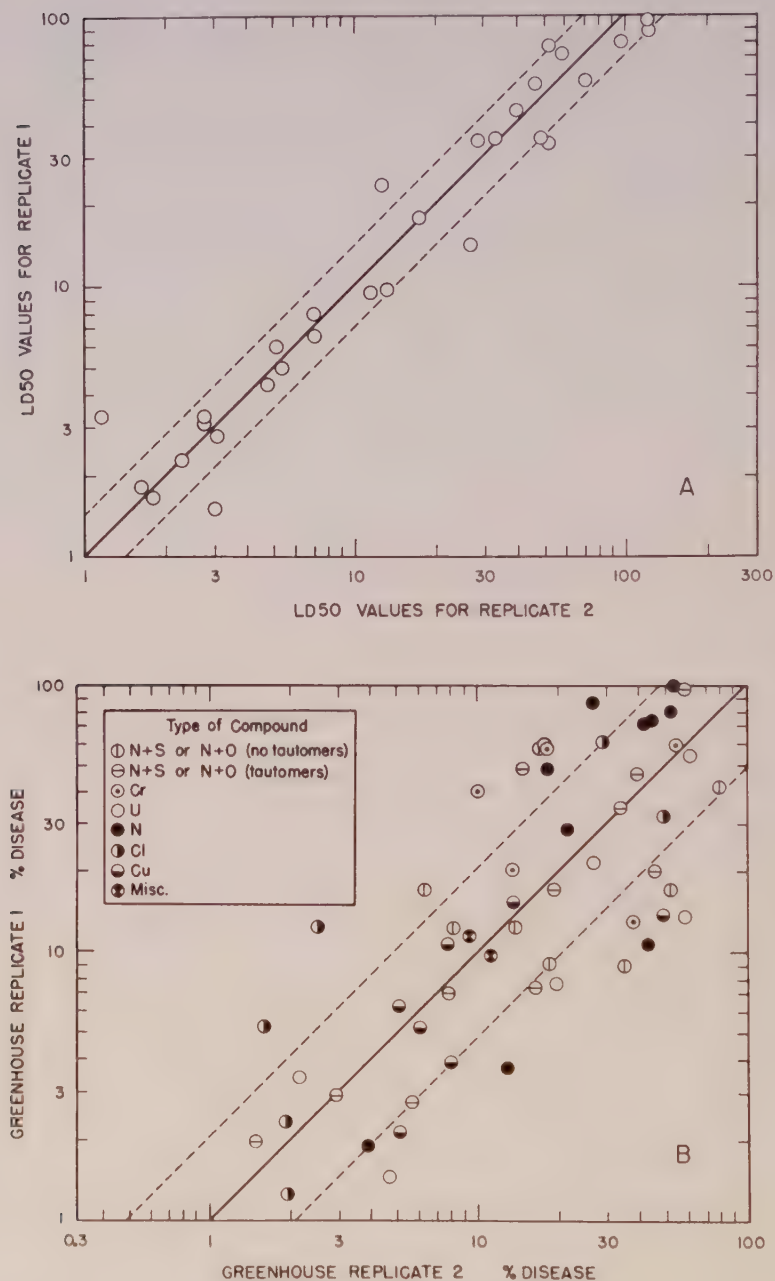 100
30
10
3
1
LD50 VALUES FOR REPLICATE 1
A
1 3 10 30 100 300
LD50 VALUES FOR REPLICATE 2
100
30
10
3
1
GREENHOUSE REPLICATE 1 % DISEASE
Type of Compound
N+S or N+O (no tautomers)
N+S or N+O (tautomers)
Cr
U
N
Cl
Cu
Misc.
B
0.3 1 3 10 30 100
GREENHOUSE REPLICATE 2 % DISEASE